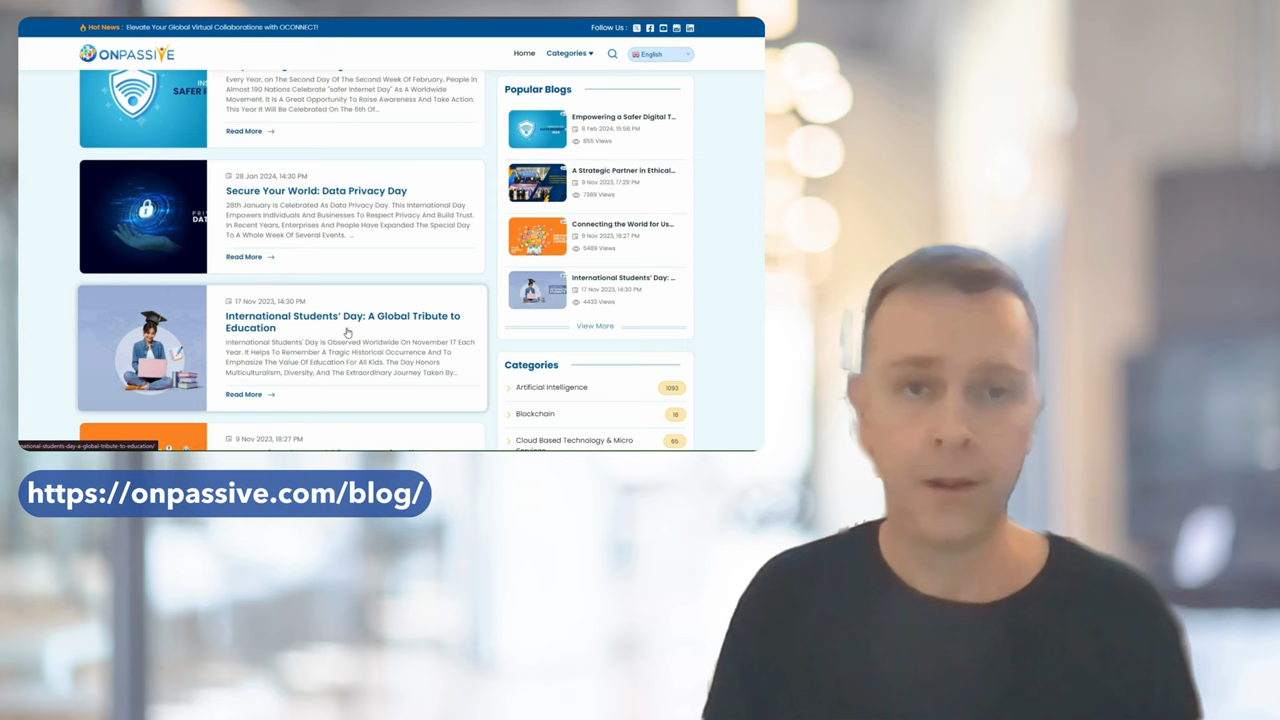 Hot News : Elevate Your Global Virtual Collaborations with OCONNECT!
Follow Us :
ONPASSIVE
Home
Categories
English
Every Year, on The Second Day Of The Second Week Of February, People In
Almost 190 Nations Celebrate "safer Internet Day" As A Worldwide
Movement. It Is A Great Opportunity To Raise Awareness And Take Action.
This Year It Will Be Celebrated On The 6th Of...
Read More →
SAFER I
28 Jan 2024, 14:30 PM
Secure Your World: Data Privacy Day
28th January Is Celebrated As Data Privacy Day. This International Day
Empowers Individuals And Businesses To Respect Privacy And Build Trust.
In Recent Years, Enterprises And People Have Expanded The Special Day
To A Whole Week Of Several Events. ...
Read More →
PRI
DAT
17 Nov 2023, 14:30 PM
International Students' Day: A Global Tribute to
Education
International Students' Day Is Observed Worldwide On November 17 Each
Year. It Helps To Remember A Tragic Historical Occurrence And To
Emphasize The Value Of Education For All Kids. The Day Honors
Multiculturalism, Diversity, And The Extraordinary Journey Taken By...
Read More →
9 Nov 2023, 18:27 PM
national-students-day-a-global-tribute-to-education/
Popular Blogs
Empowering a Safer Digital T...
8 Feb 2024, 15:58 PM
855 Views
A Strategic Partner in Ethical...
9 Nov 2023, 17:29 PM
7389 Views
Connecting the World for Us...
9 Nov 2023, 18:27 PM
5489 Views
International Students' Day: ...
17 Nov 2023, 14:30 PM
4433 Views
View More
Categories
Artificial Intelligence 1093
Blockchain 16
Cloud Based Technology & Micro 65
https://onpassive.com/blog/